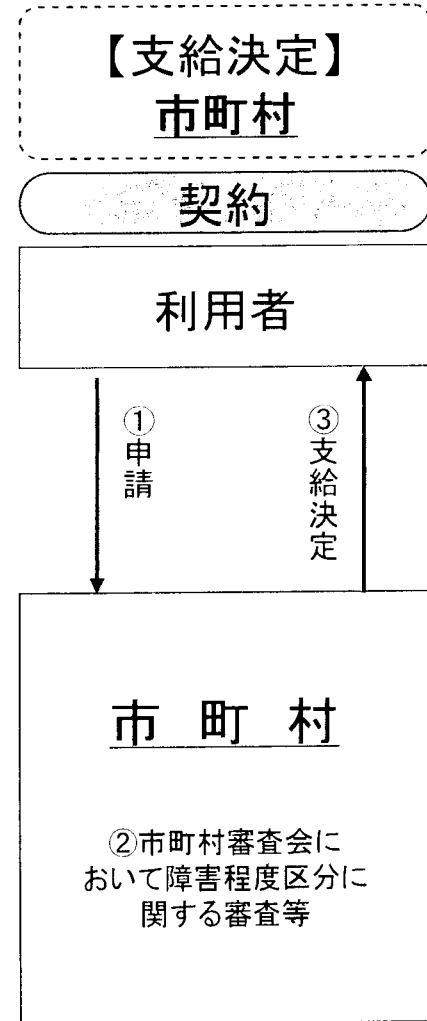 【支給決定】
市町村
契約
利用者
①申請
③支給決定
市町村
②市町村審査会に
おいて障害程度区分に
関する審査等